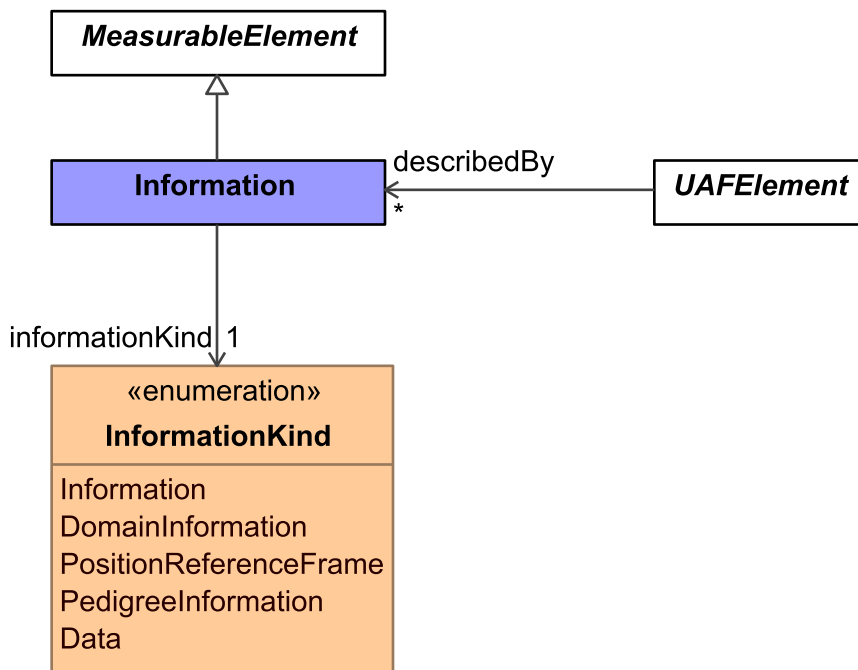 MeasurableElement
Information
describedBy
*
UAFElement
informationKind 1
«enumeration»
InformationKind
Information
DomainInformation
PositionReferenceFrame
PedigreeInformation
Data